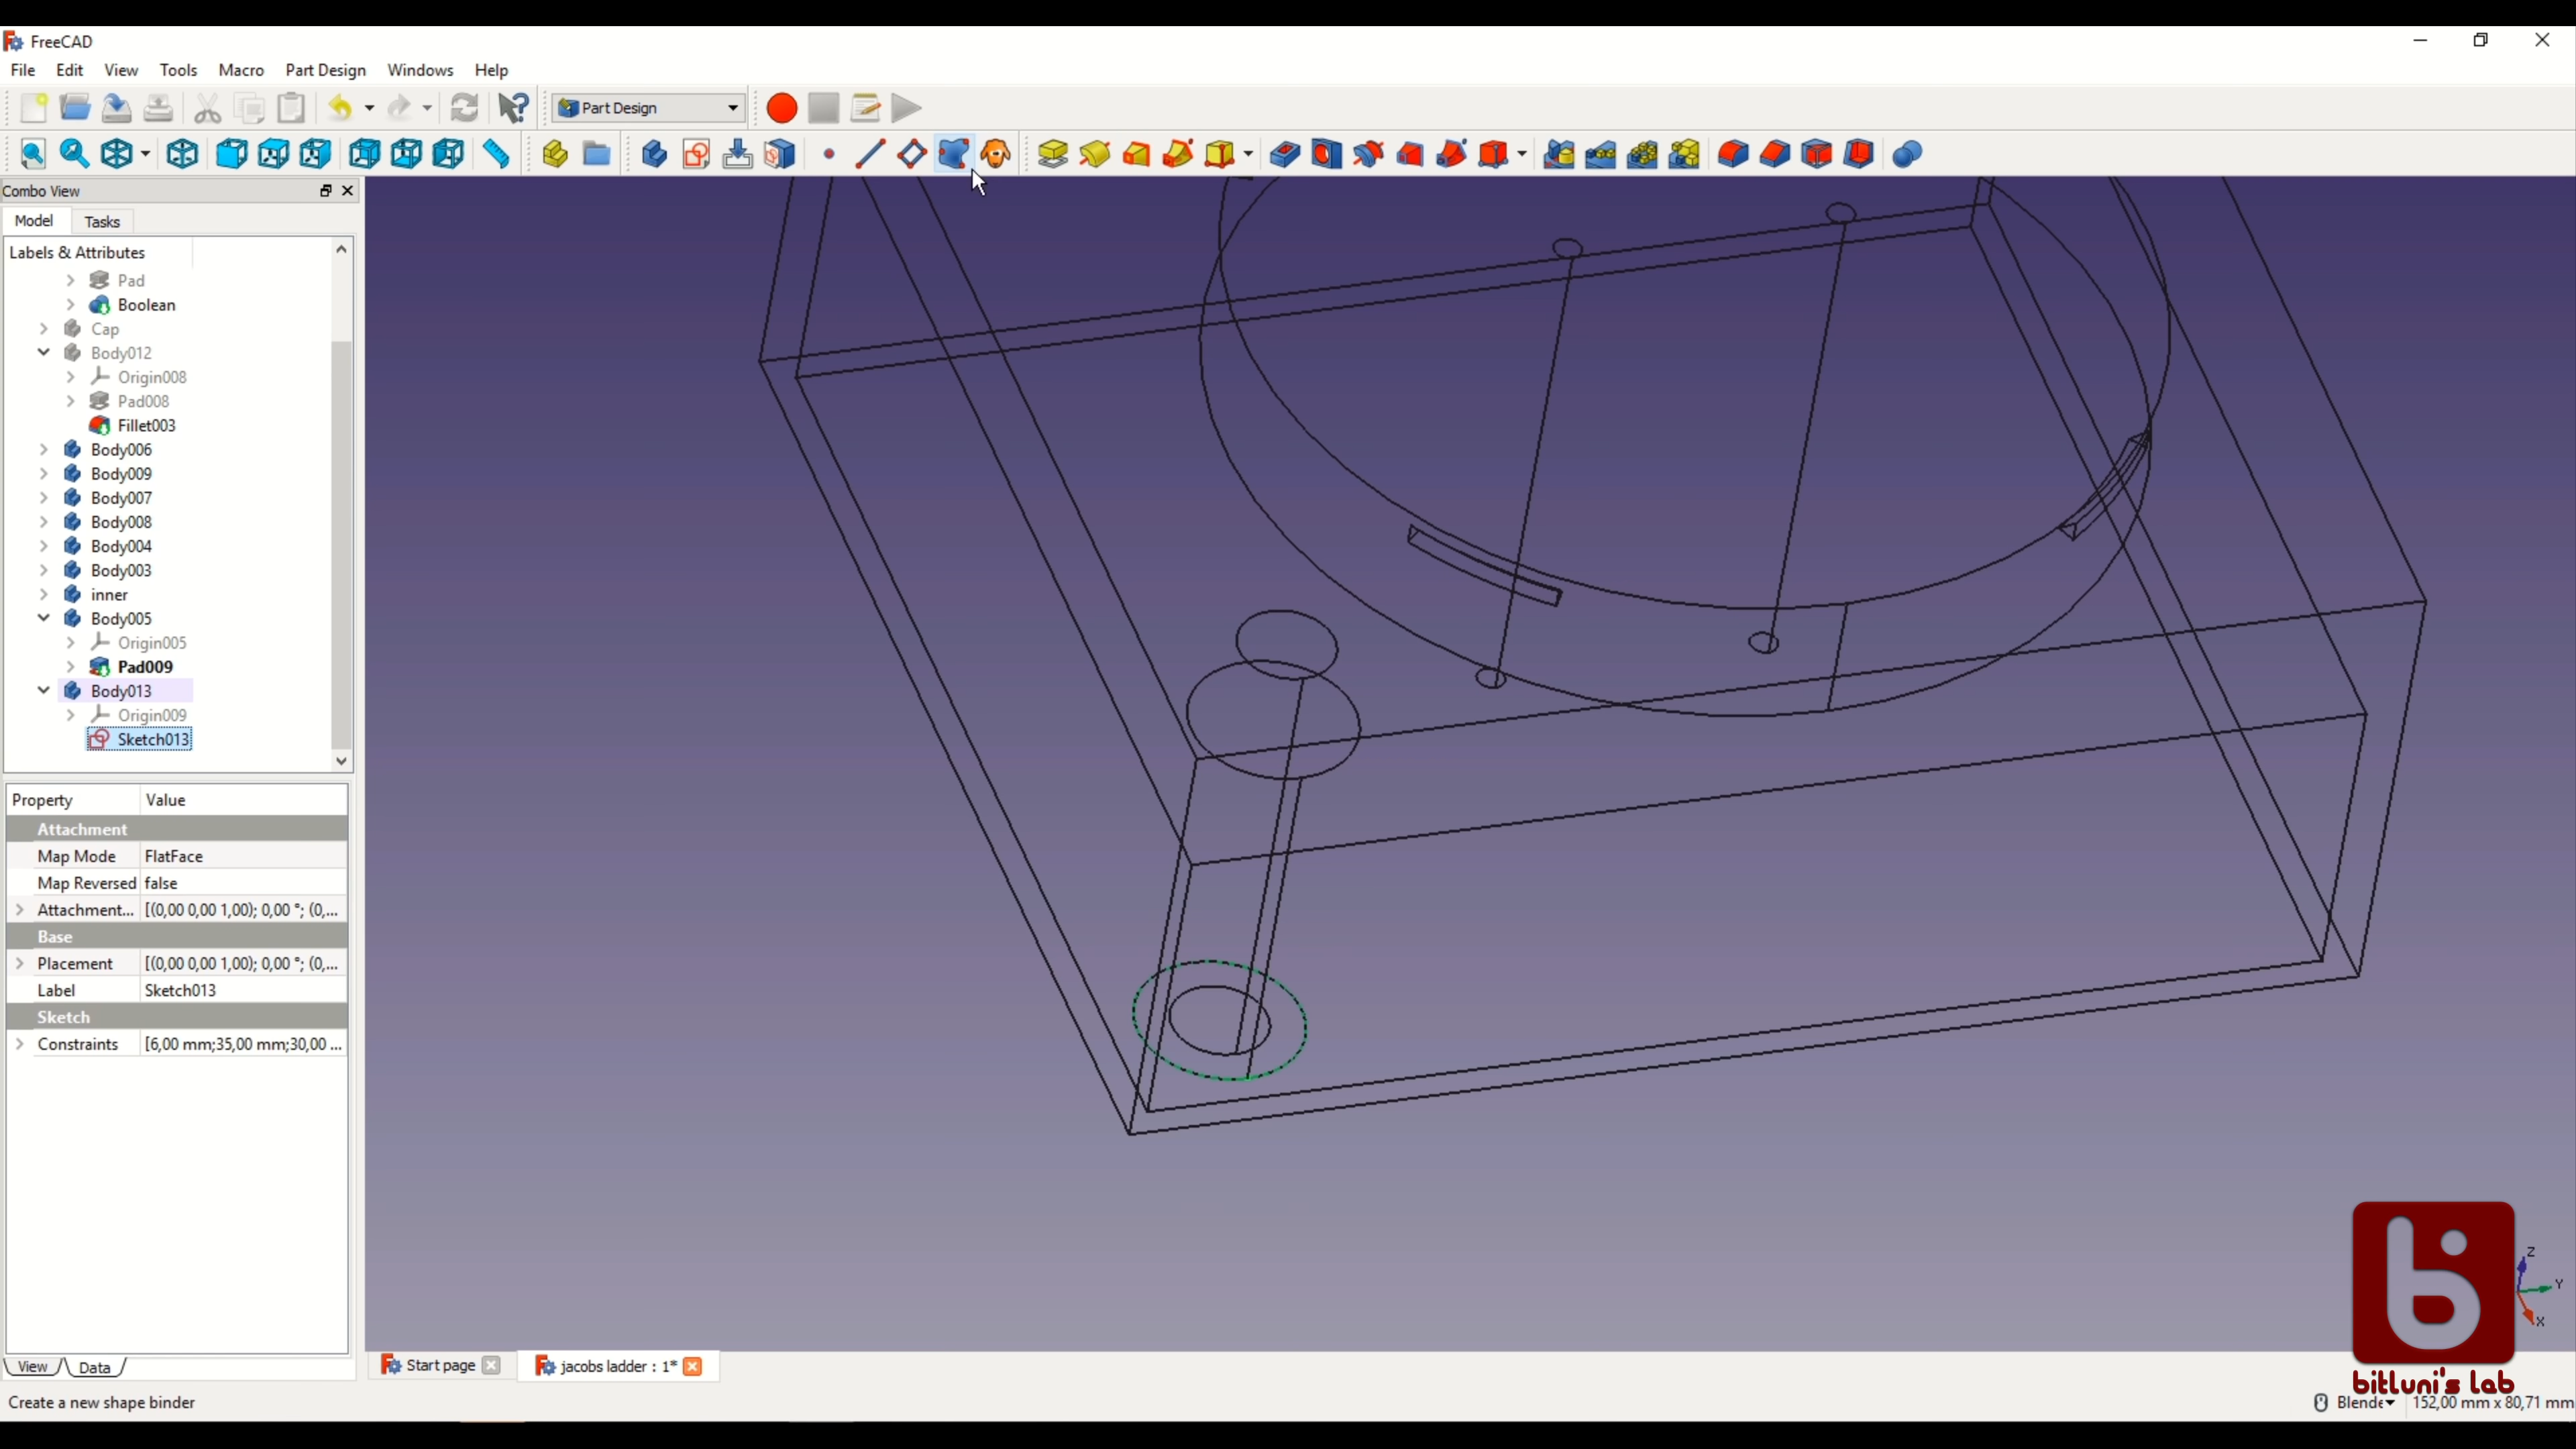 FreeCAD
File Edit View Tools Macro Part Design Windows Help
Part Design
Combo View
Model Tasks
Labels & Attributes
Pad
Boolean
Cap
Body012
Origin008
Pad008
Fillet003
Body006
Body009
Body007
Body008
Body004
Body003
inner
Body005
Origin005
Pad009
Body013
Origin009
Sketch013
Property Value
Attachment
Map Mode FlatFace
Map Reversed false
Attachment... [(0,00 0,00 1,00); 0,00 °; (0,...
Base
Placement [(0,00 0,00 1,00); 0,00 °; (0,...
Label Sketch013
Sketch
Constraints [6,00 mm;35,00 mm;30,00 ...
View Data
Start page jacobs ladder : 1*
Z
Y
X
bitluni's lab
Create a new shape binder
Blende 152,00 mm x 80,71 mm